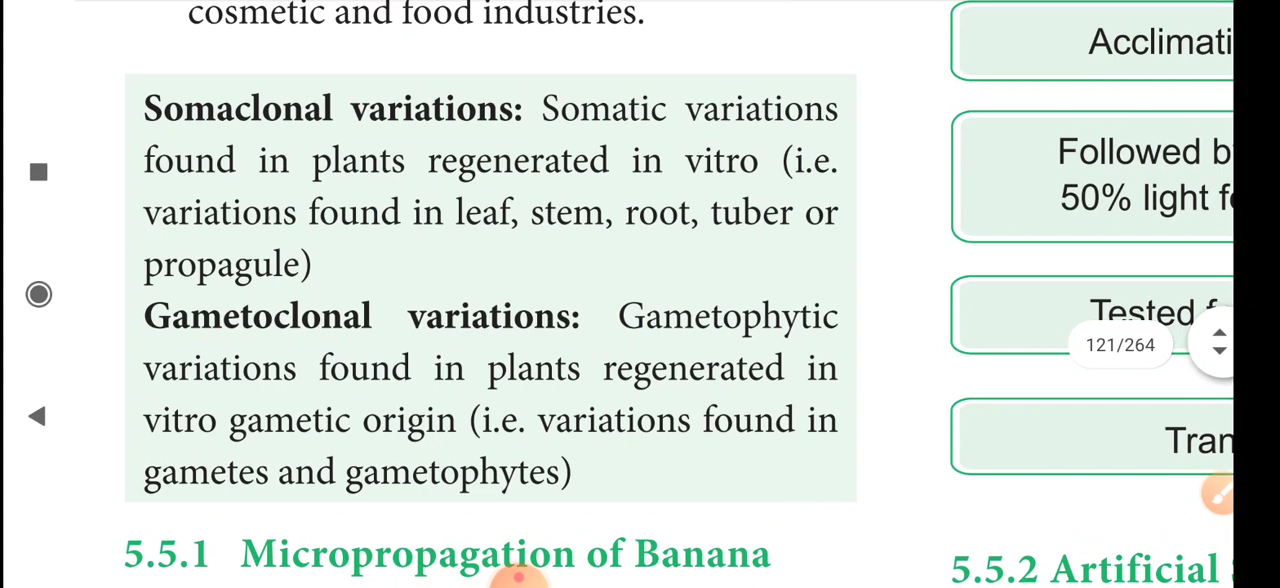 cosmetic and food industries.
Somaclonal variations: Somatic variations
found in plants regenerated in vitro (i.e.
variations found in leaf, stem, root, tuber or
propagule)
Gametoclonal variations: Gametophytic
variations found in plants regenerated in
vitro gametic origin (i.e. variations found in
gametes and gametophytes)
5.5.1 Micropropagation of Banana
Acclimati
Followed b
50% light f
Tested
121/264
Tran
5.5.2 Artificial